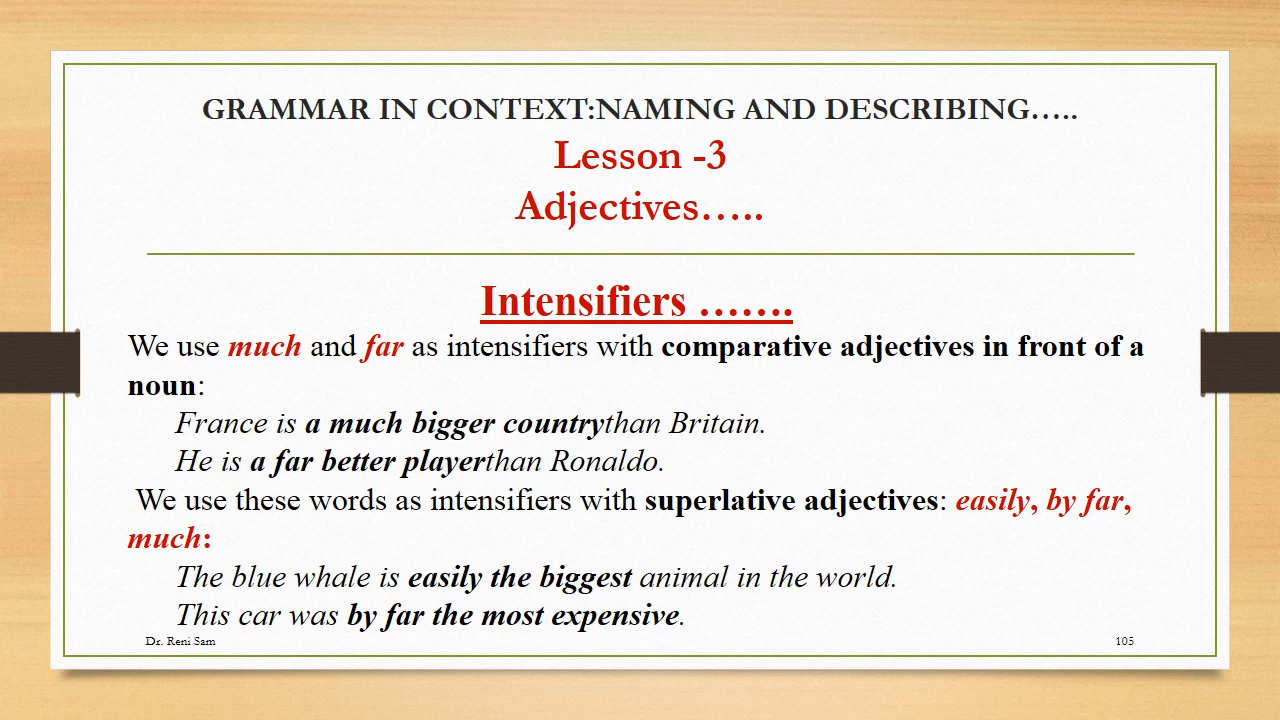 GRAMMAR IN CONTEXT:NAMING AND DESCRIBING…..
Lesson -3
Adjectives…..
Intensifiers …….
We use much and far as intensifiers with comparative adjectives in front of a
noun:
France is a much bigger countrythan Britain.
He is a far better playerthan Ronaldo.
We use these words as intensifiers with superlative adjectives: easily, by far,
much:
The blue whale is easily the biggest animal in the world.
This car was by far the most expensive.
Dr. Reni Sam
105